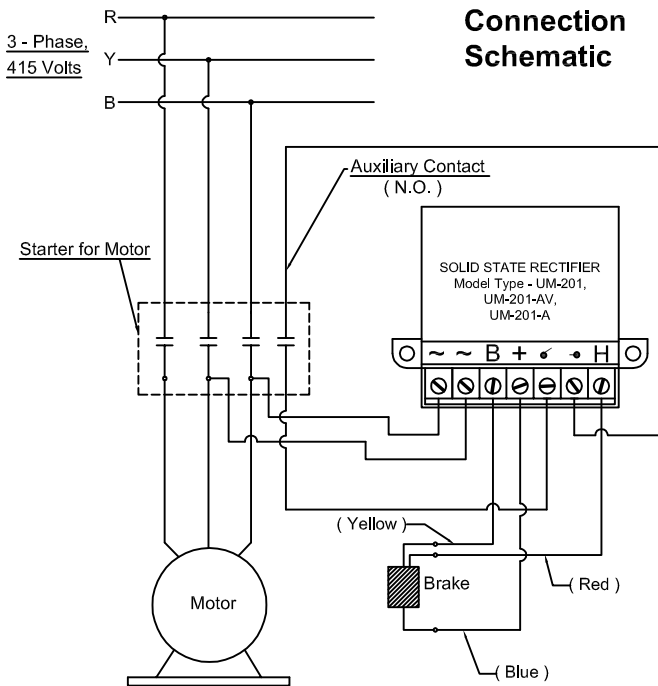 Connection
Schematic
R
3 - Phase,
415 Volts
Y
B
Auxiliary Contact
( N.O. )
Starter for Motor
SOLID STATE RECTIFIER
Model Type - UM-201,
UM-201-AV,
UM-201-A
~ ~ B + H
( Yellow )
Brake
( Red )
Motor
( Blue )